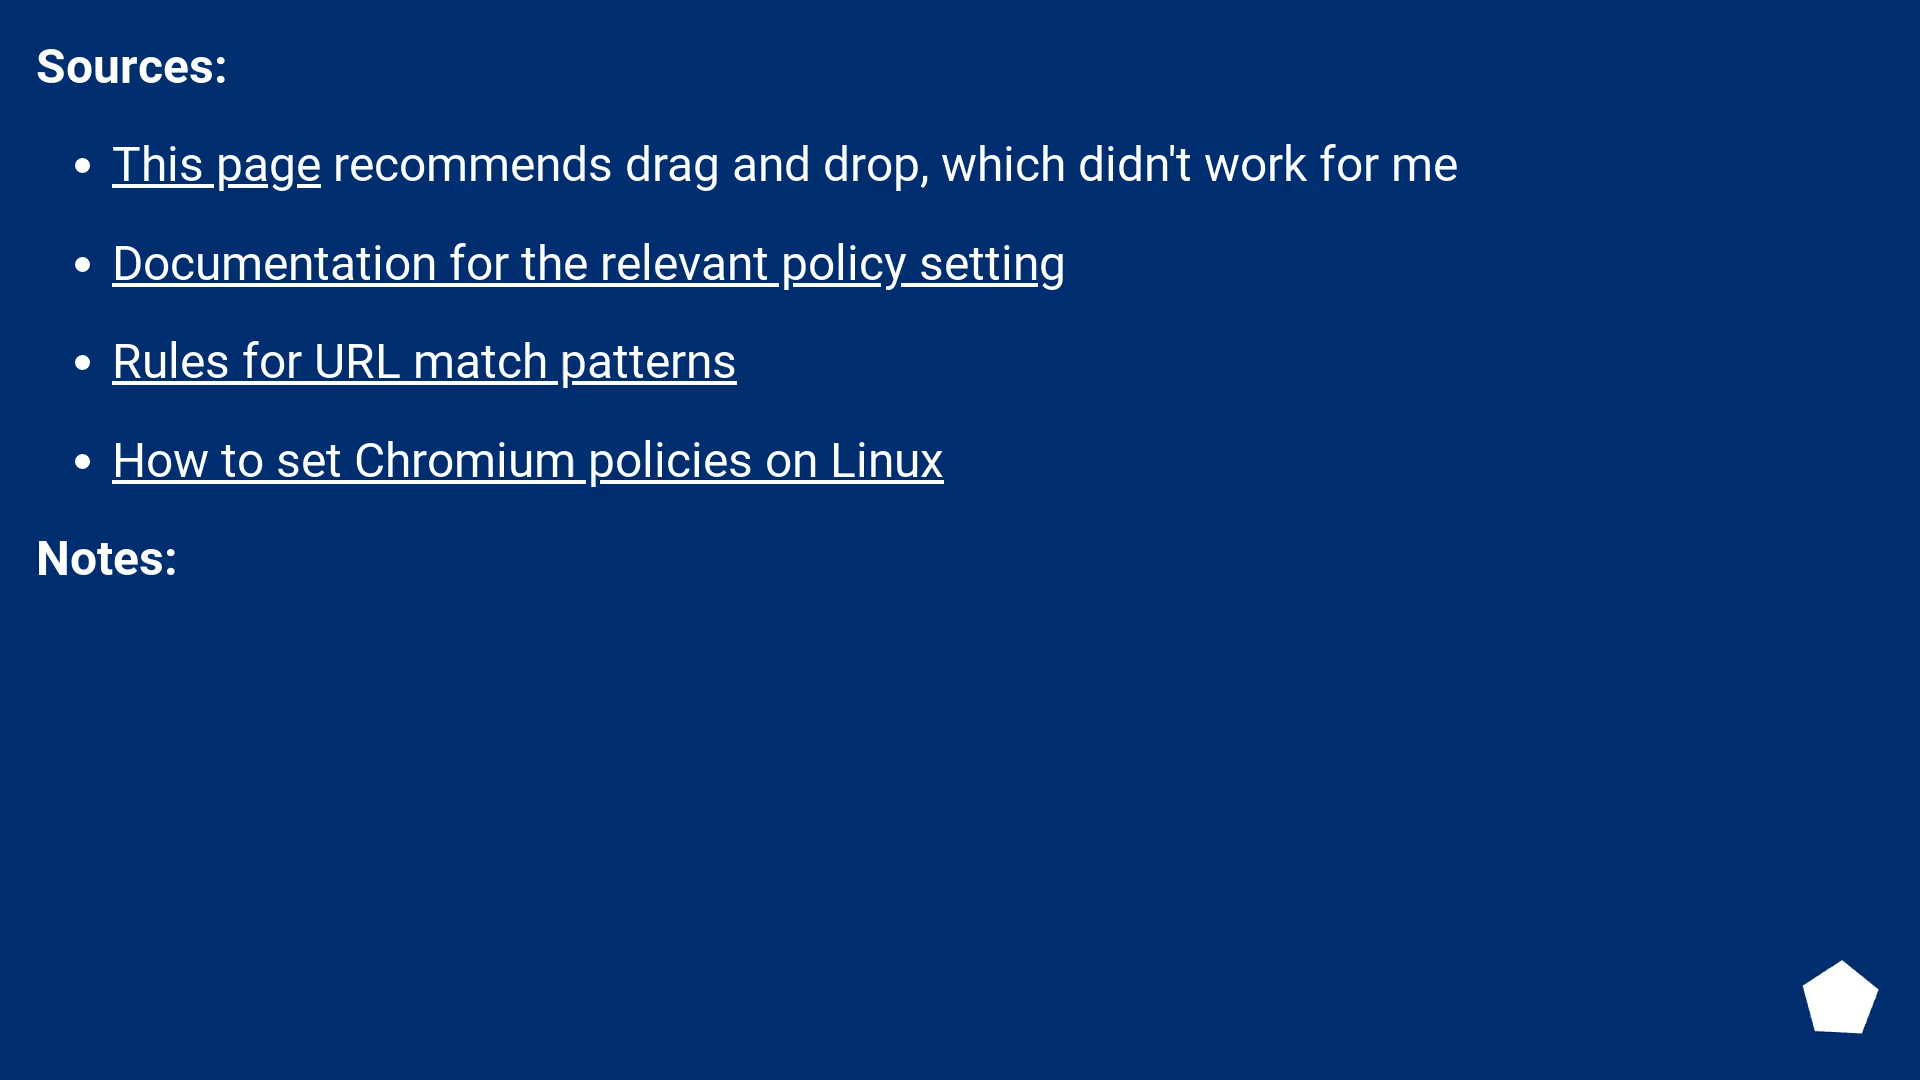 Sources:
This page recommends drag and drop, which didn't work for me
Documentation for the relevant policy setting
Rules for URL match patterns
How to set Chromium policies on Linux
Notes: